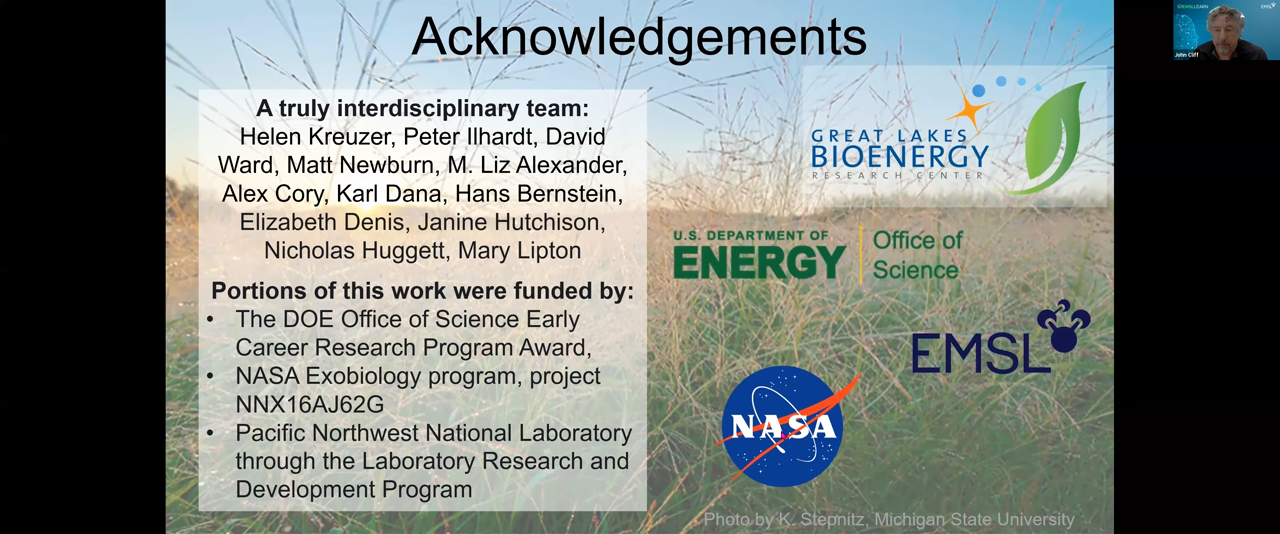 Acknowledgements
A truly interdisciplinary team:
Helen Kreuzer, Peter Ilhardt, David
Ward, Matt Newburn, M. Liz Alexander,
Alex Cory, Karl Dana, Hans Bernstein,
Elizabeth Denis, Janine Hutchison,
Nicholas Huggett, Mary Lipton
Portions of this work were funded by:
• The DOE Office of Science Early
Career Research Program Award,
• NASA Exobiology program, project
NNX16AJ62G
• Pacific Northwest National Laboratory
through the Laboratory Research and
Development Program
GREAT LAKES
BIOENERGY
RESEARCH CENTER
U.S. DEPARTMENT OF
ENERGY
Office of
Science
EMSL
NASA
Photo by K. Stepnitz, Michigan State University
EMSLLEARN
EMSL
John Cliff